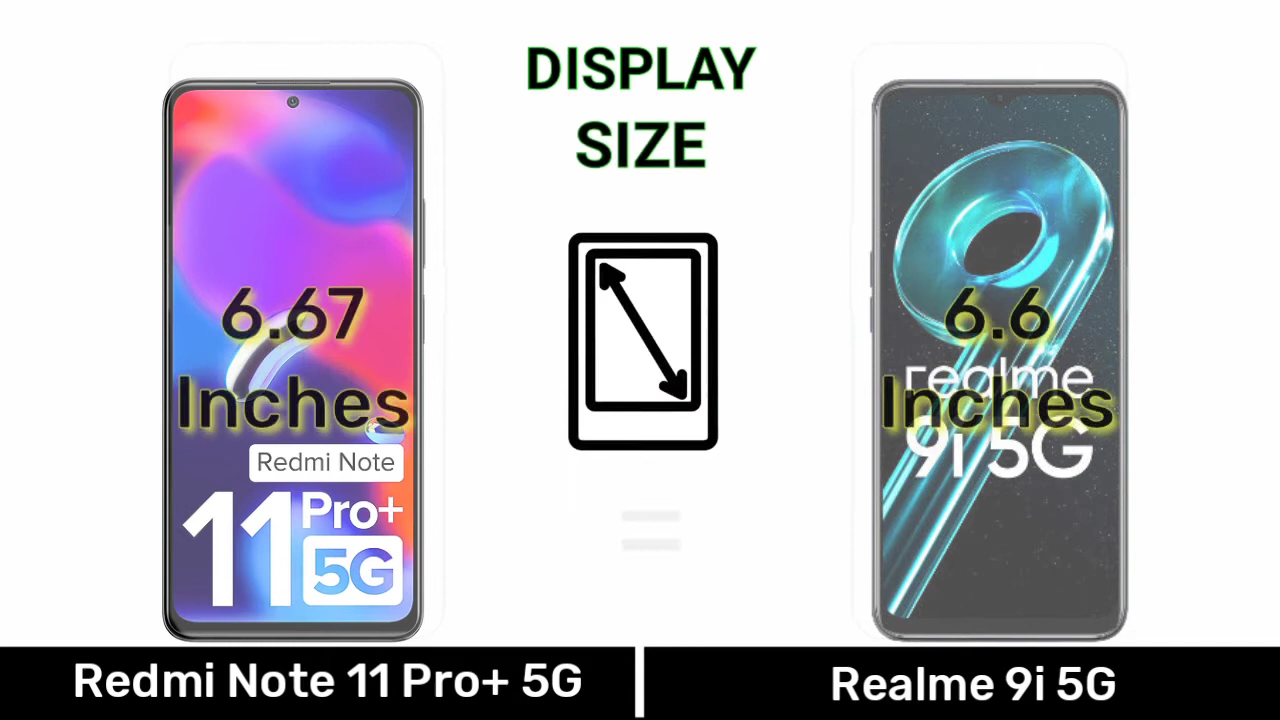 DISPLAY
SIZE
6.67
Inches
Redmi Note
11 Pro+
5G
6.6
Inches
realme
9i 5G
Redmi Note 11 Pro+ 5G
Realme 9i 5G